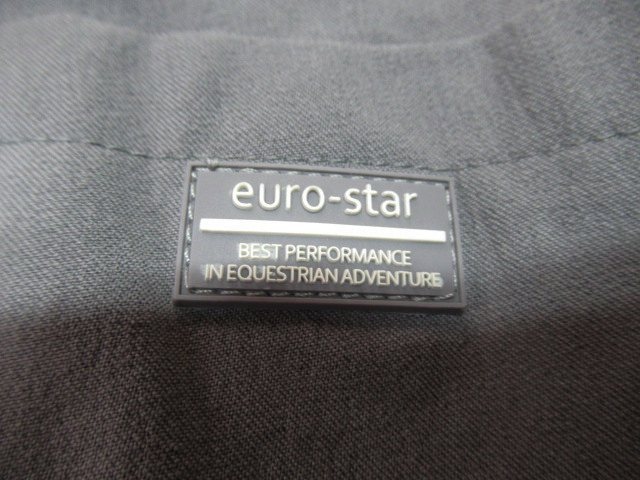 euro-star
BEST PERFORMANCE
IN EQUESTRIAN ADVENTURE